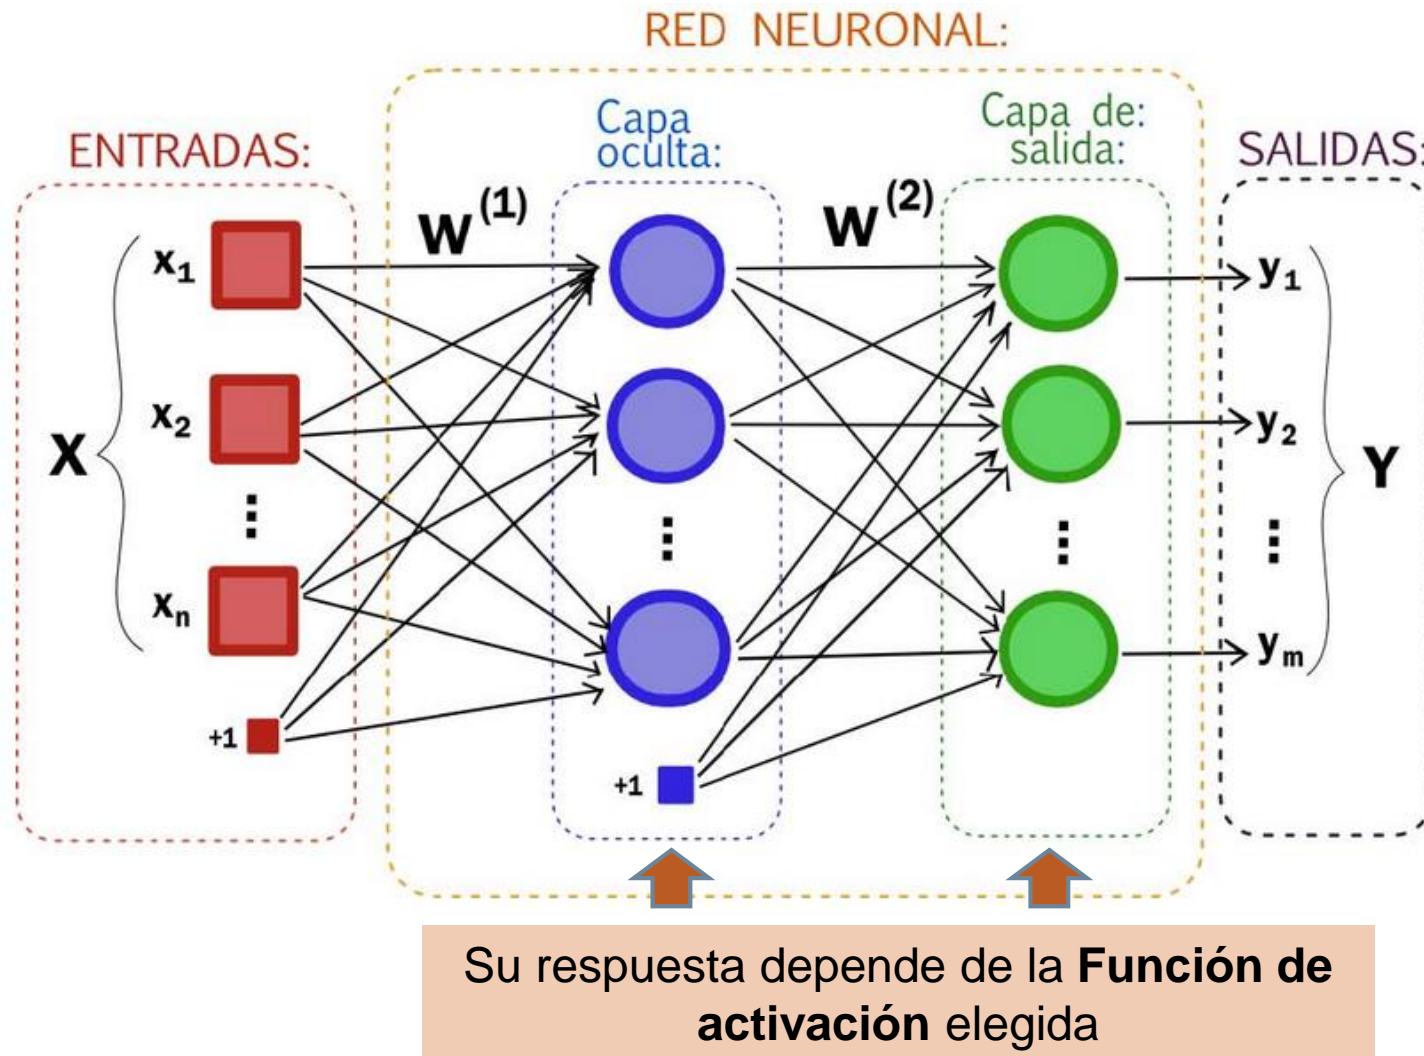 RED NEURONAL:
ENTRADAS:
Capa
oculta:
Capa de:
salida:
SALIDAS:
W(1)
W(2)
X
x1
x2
xn
+1
+1
y1
y2
ym
Y
Su respuesta depende de la Función de
activación elegida